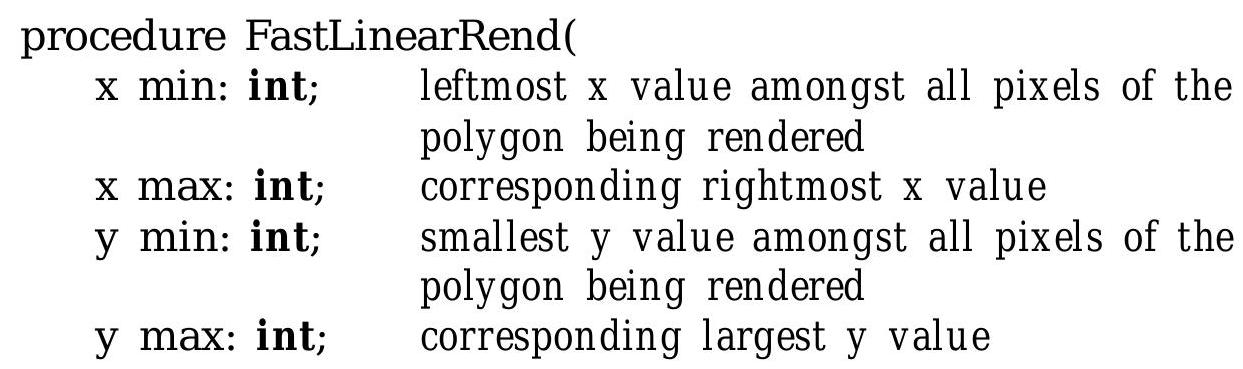 procedure FastLinearRend(
x min: int; leftmost x value amongst all pixels of the
polygon being rendered
x max: int; corresponding rightmost x value
y min: int; smallest y value amongst all pixels of the
polygon being rendered
y max: int; corresponding largest y value